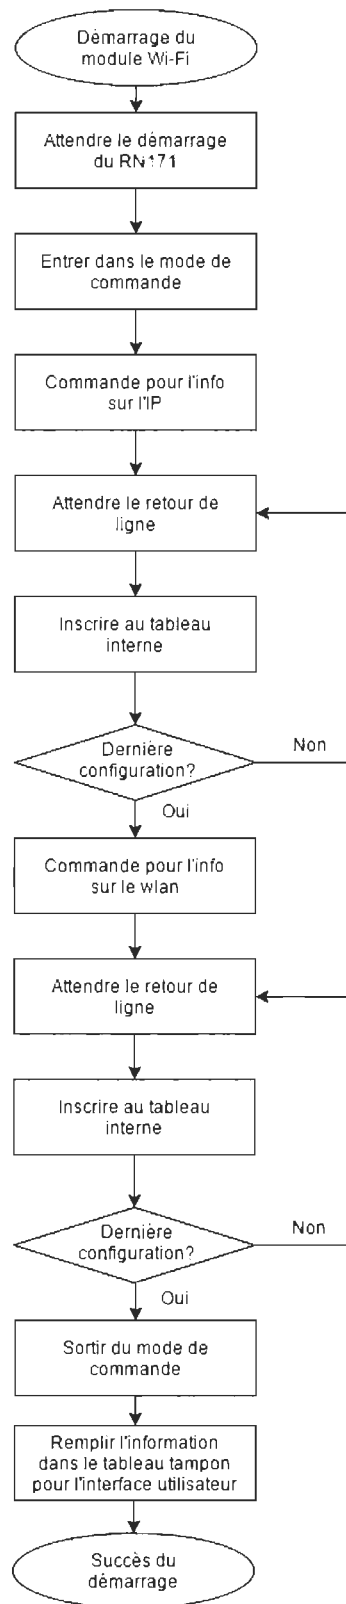 Démarrage du
module Wi-Fi
Attendre le démarrage
du RN171
Entrer dans le mode de
commande
Commande pour l'info
sur l'IP
Attendre le retour de
ligne
Inscrire au tableau
interne
Dernière
configuration?
Non
Oui
Commande pour l'info
sur le wlan
Attendre le retour de
ligne
Inscrire au tableau
interne
Dernière
configuration?
Non
Oui
Sortir du mode de
commande
Remplir l'information
dans le tableau tampon
pour l'interface utilisateur
Succès du
démarrage